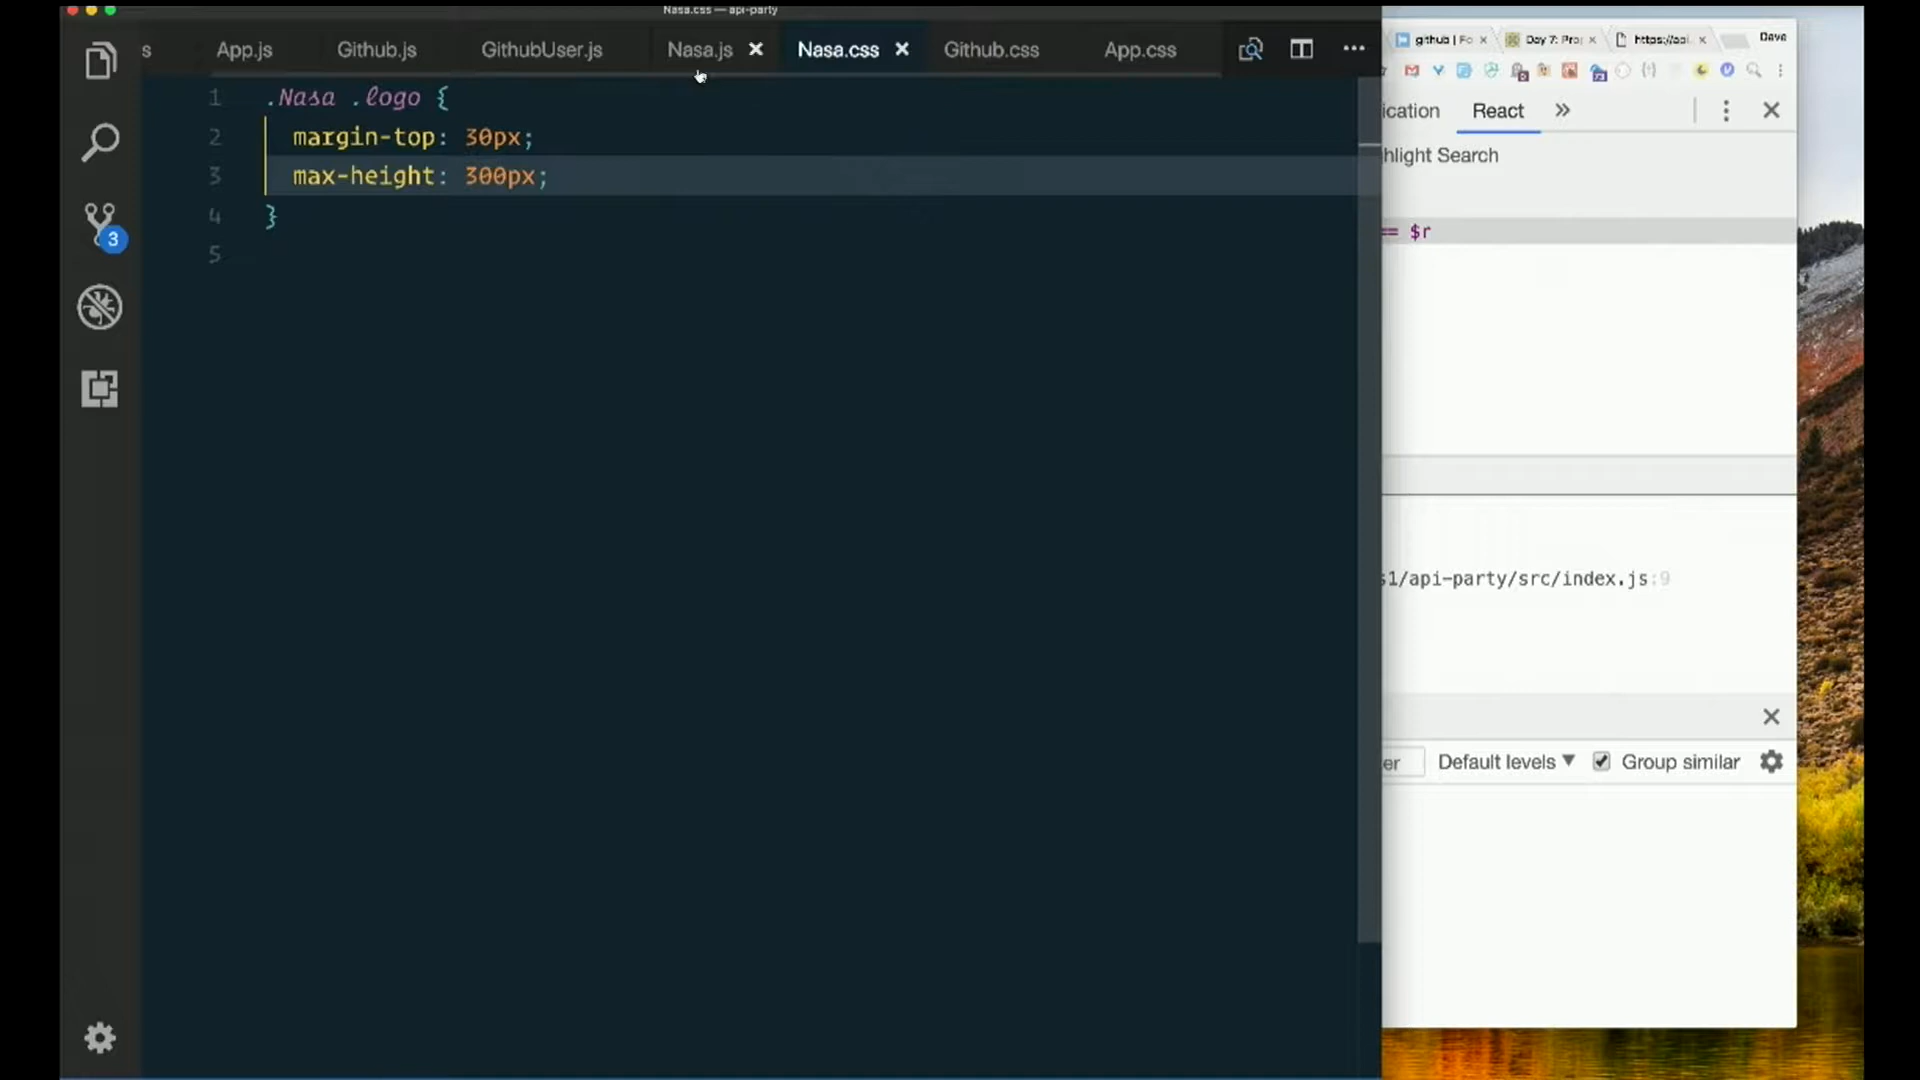 Nasa.css — api-party
s App.js Github.js GithubUser.js Nasa.js Nasa.css Github.css App.css
1 .Nasa .logo {
2 margin-top: 30px;
3 max-height: 300px;
4 }
5
3
github | Fo Day 7: Pro https://api. Dave
ication React »
hlight Search
== $r
s1/api-party/src/index.js:9
er Default levels ▼ Group similar